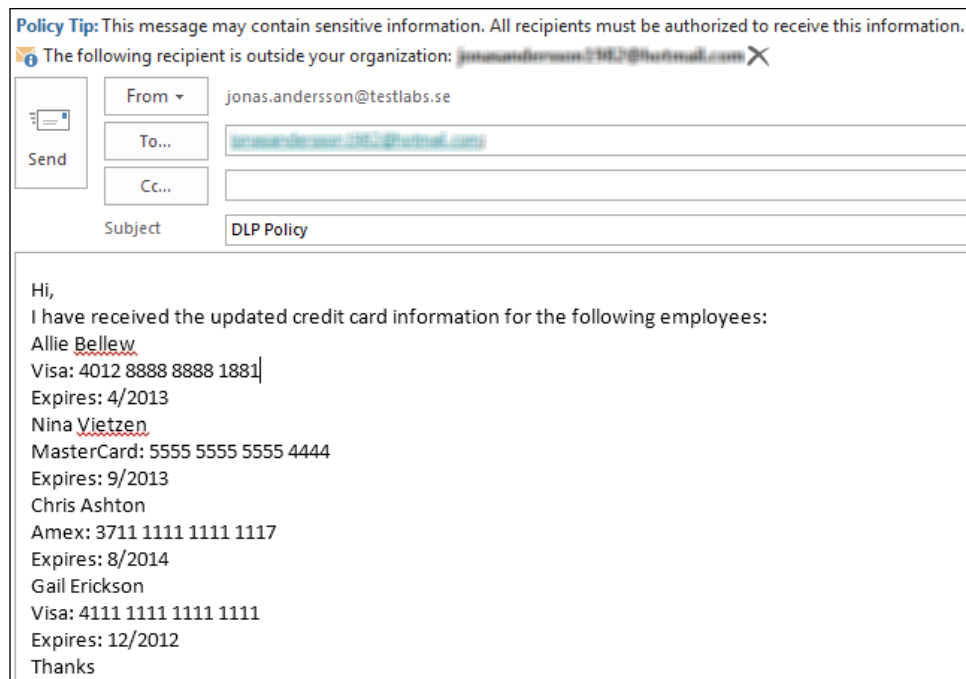 Policy Tip: This message may contain sensitive information. All recipients must be authorized to receive this information.
The following recipient is outside your organization:
Send
From
jonas.andersson@testlabs.se
To...
Cc...
Subject
DLP Policy
Hi,
I have received the updated credit card information for the following employees:
Allie Bellew
Visa: 4012 8888 8888 1881
Expires: 4/2013
Nina Vietzen
MasterCard: 5555 5555 5555 4444
Expires: 9/2013
Chris Ashton
Amex: 3711 1111 1111 1117
Expires: 8/2014
Gail Erickson
Visa: 4111 1111 1111 1111
Expires: 12/2012
Thanks